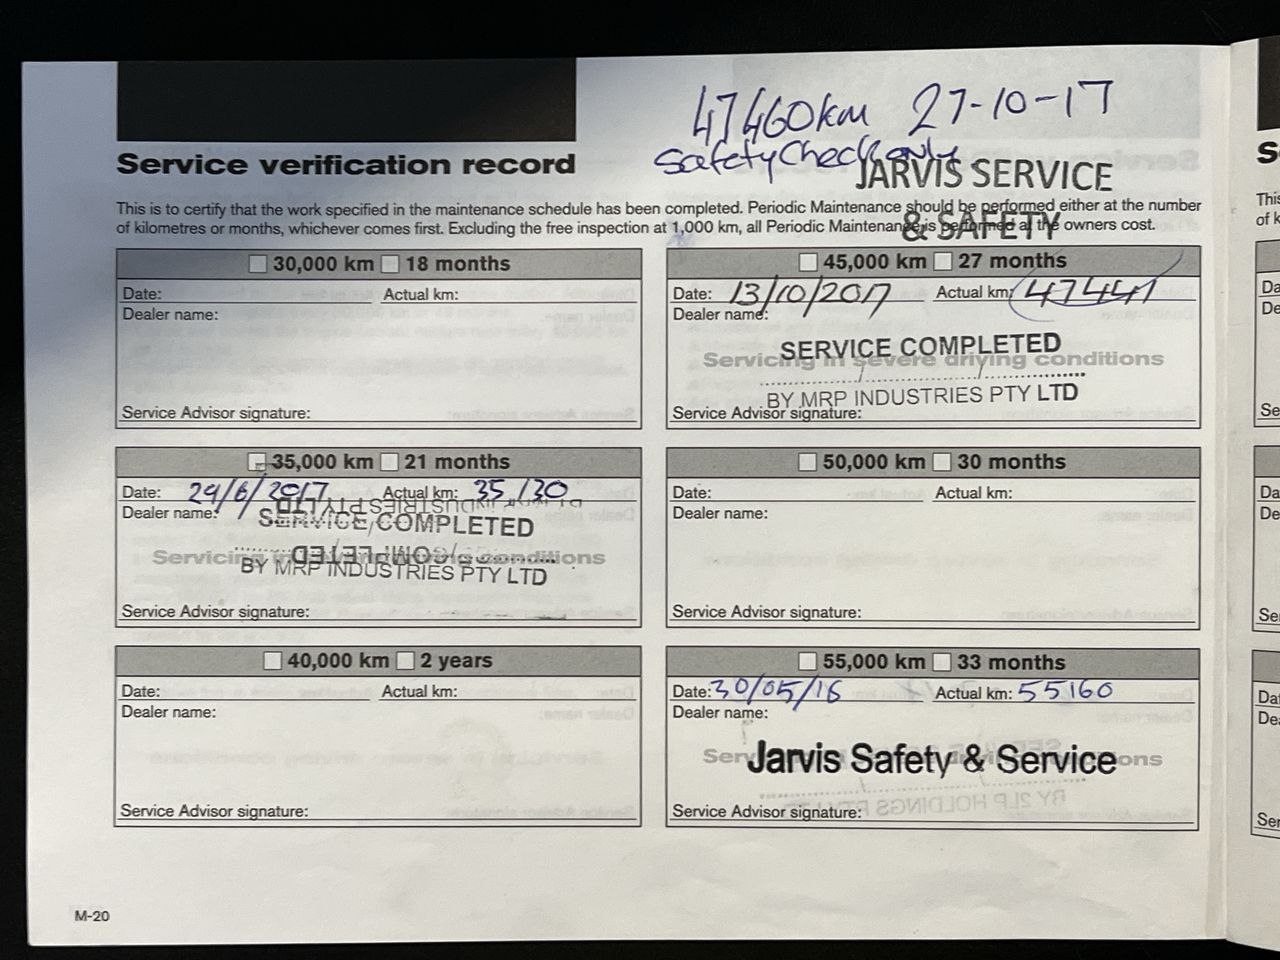 47460km 27-10-17
Safety Check only
JARVIS SERVICE
& SAFETY
Service verification record
This is to certify that the work specified in the maintenance schedule has been completed. Periodic Maintenance should be performed either at the number
of kilometres or months, whichever comes first. Excluding the free inspection at 1,000 km, all Periodic Maintenance is performed at the owners cost.
30,000 km 18 months
Date: Actual km:
Dealer name:
Service Advisor signature:
35,000 km 21 months
Date: 29/6/2017 Actual km: 35130
Dealer name:
SERVICE COMPLETED
Servicing conditions
BY MRP INDUSTRIES PTY LTD
Service Advisor signature:
40,000 km 2 years
Date: Actual km:
Dealer name:
Service Advisor signature:
45,000 km 27 months
Date: 13/10/2017 Actual km: 47441
Dealer name:
SERVICE COMPLETED
Servicing in severe driving conditions
BY MRP INDUSTRIES PTY LTD
Service Advisor signature:
50,000 km 30 months
Date: Actual km:
Dealer name:
Service Advisor signature:
55,000 km 33 months
Date: 30/05/16 Actual km: 55160
Dealer name:
Jarvis Safety & Service
Service Advisor signature:
M-20